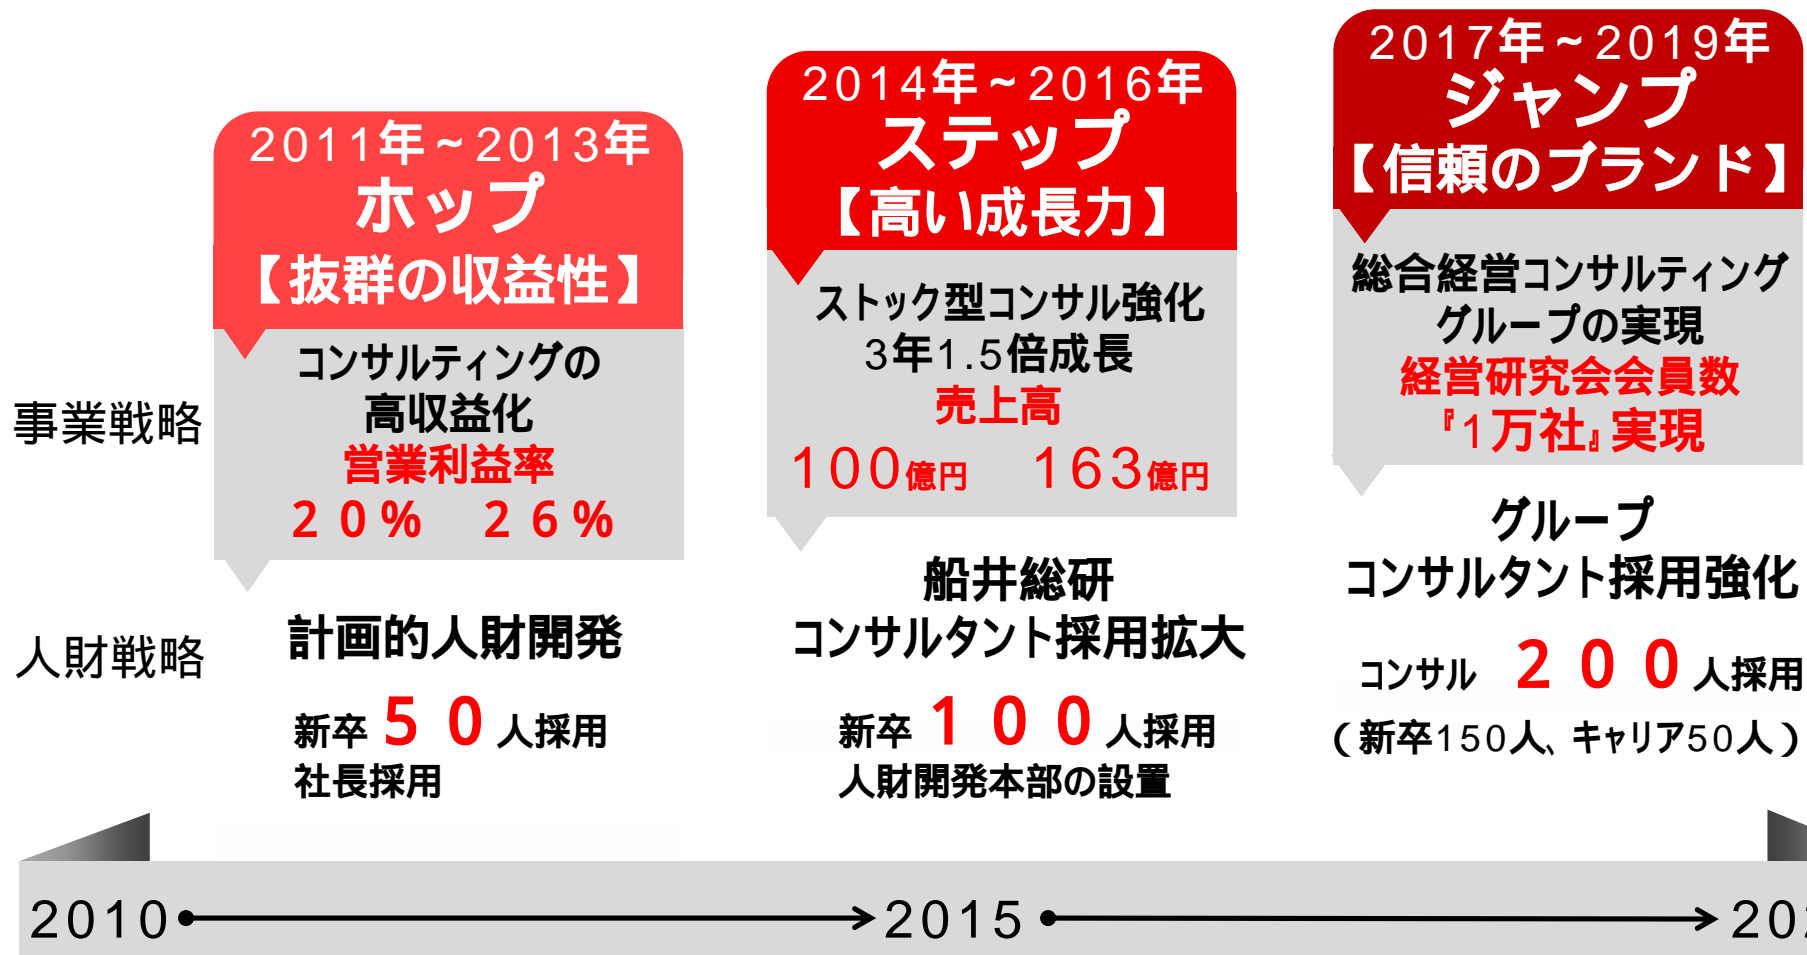 2011年~2013年
ホップ
【抜群の収益性】
コンサルティングの
高収益化
営業利益率
20% 26%
2014年~2016年
ステップ
【高い成長力】
ストック型コンサル強化
3年1.5倍成長
売上高
100億円 163億円
2017年~2019年
ジャンプ
【信頼のブランド】
総合経営コンサルティング
グループの実現
経営研究会会員数
『1万社』実現
事業戦略
人財戦略
計画的人財開発
新卒 50 人採用
社長採用
船井総研
コンサルタント採用拡大
新卒 100 人採用
人財開発本部の設置
グループ
コンサルタント採用強化
コンサル 200 人採用
(新卒150人、キャリア50人)
2010 2015